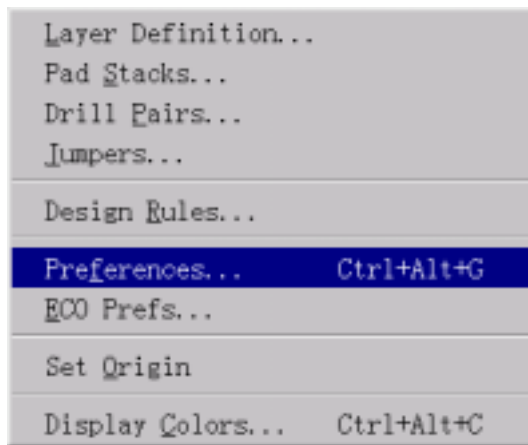 Layer Definition...
Pad Stacks...
Drill Pairs...
Jumpers...
Design Rules...
Preferences... Ctrl+Alt+G
ECO Prefs...
Set Origin
Display Colors... Ctrl+Alt+C